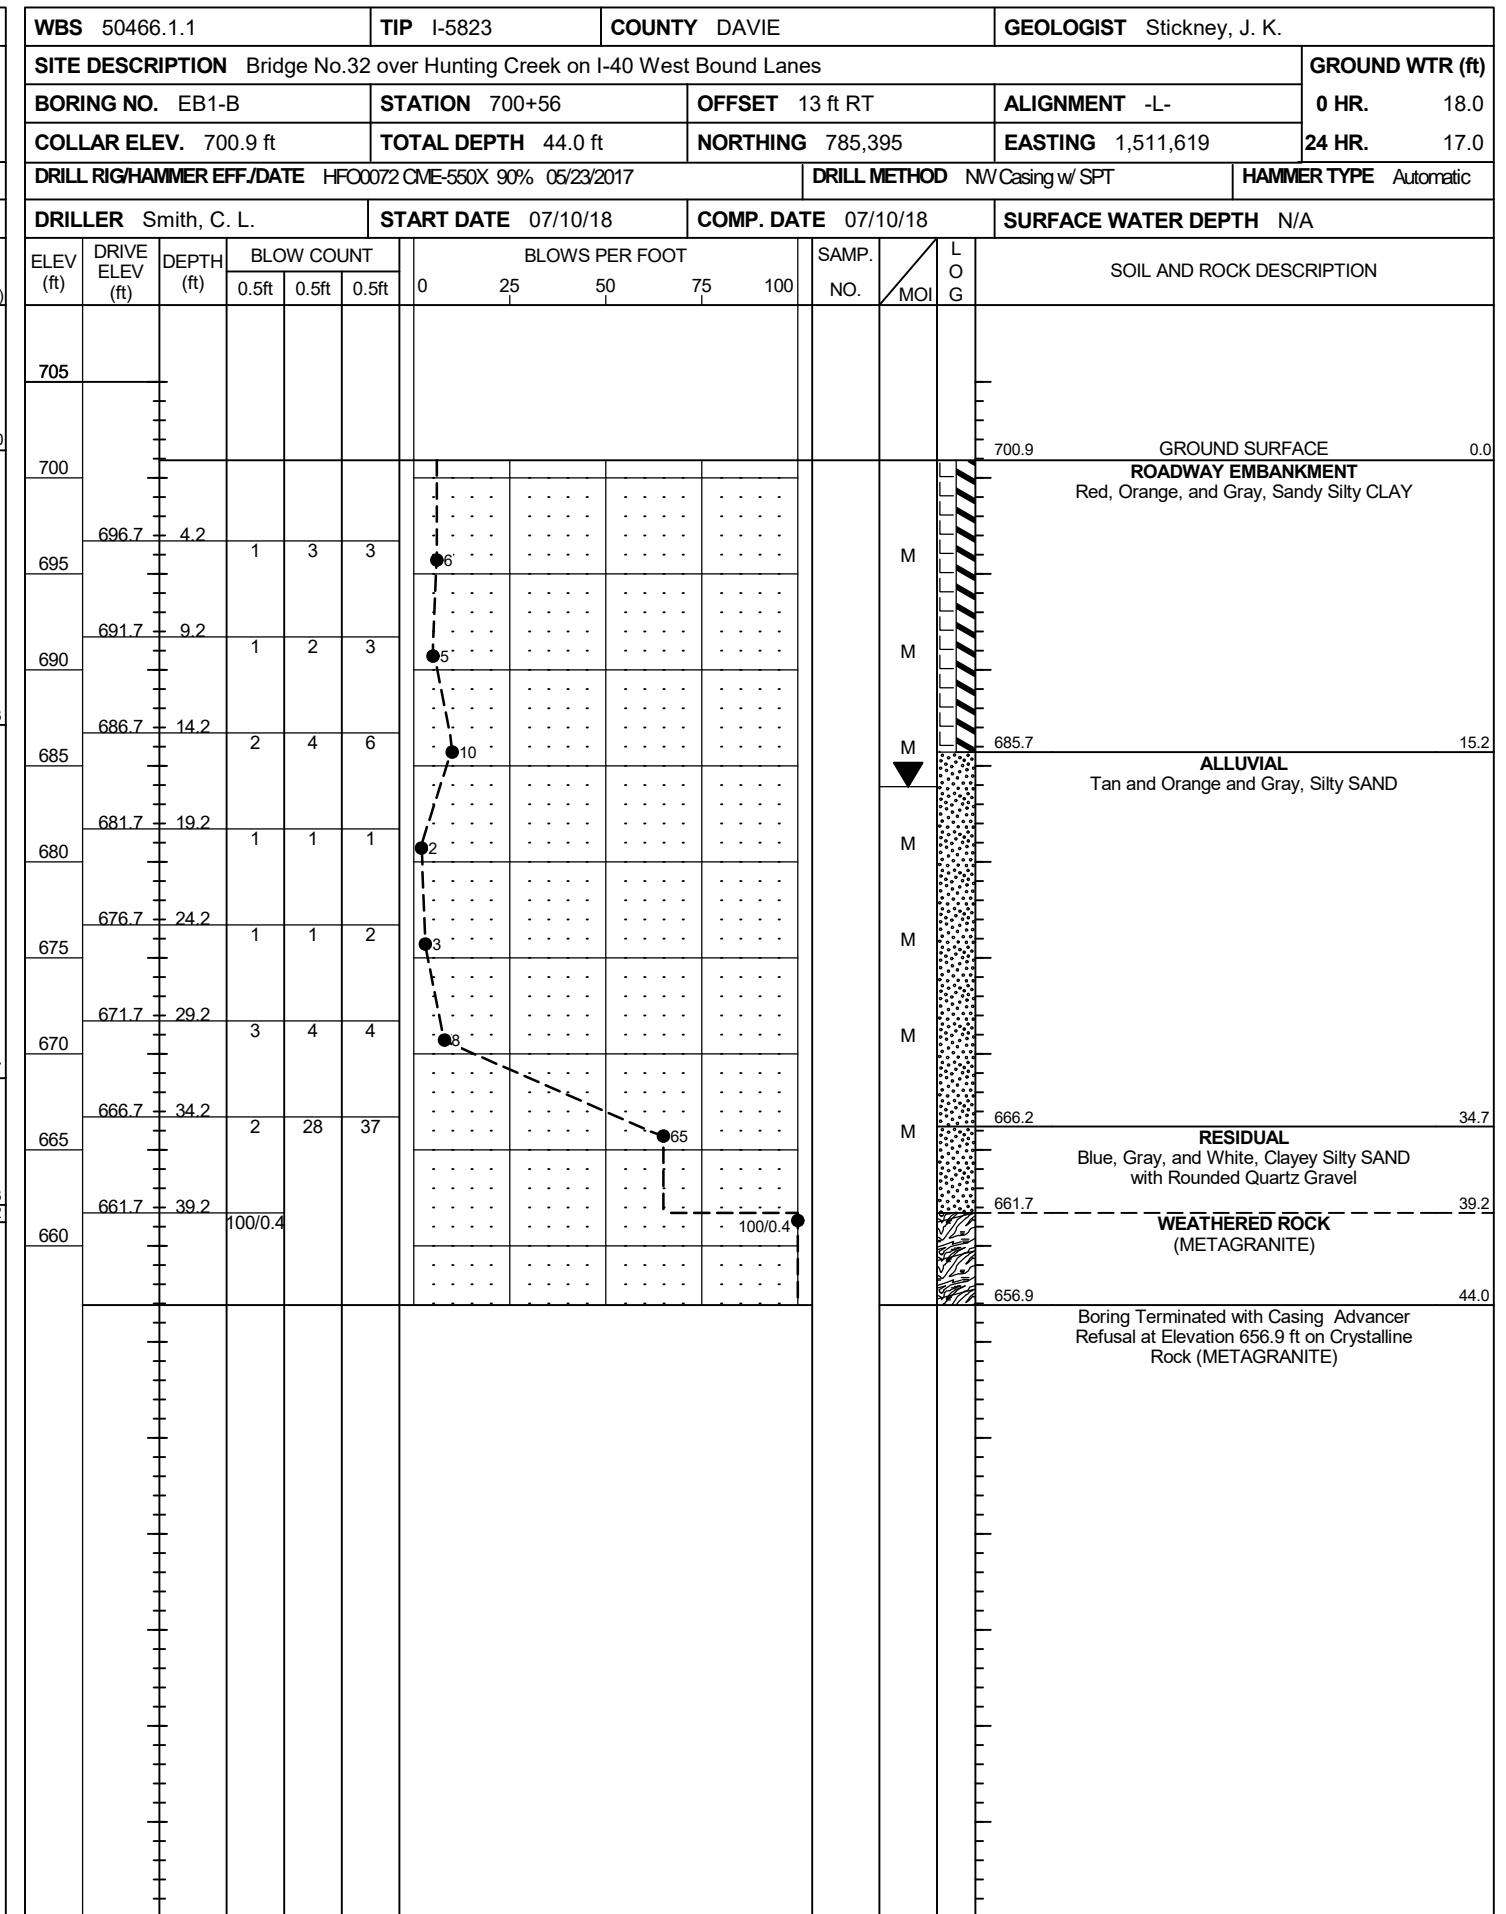 WBS 50466.1.1 TIP I-5823 COUNTY DAVIE GEOLOGIST Stickney, J. K.
SITE DESCRIPTION Bridge No.32 over Hunting Creek on I-40 West Bound Lanes GROUND WTR (ft)
BORING NO. EB1-B STATION 700+56 OFFSET 13 ft RT ALIGNMENT -L- 0 HR. 18.0
COLLAR ELEV. 700.9 ft TOTAL DEPTH 44.0 ft NORTHING 785,395 EASTING 1,511,619 24 HR. 17.0
DRILL RIG/HAMMER EFF./DATE HFO0072 CME-550X 90% 05/23/2017 DRILL METHOD NW Casing w/ SPT HAMMER TYPE Automatic
DRILLER Smith, C. L. START DATE 07/10/18 COMP. DATE 07/10/18 SURFACE WATER DEPTH N/A
ELEV (ft) DRIVE ELEV (ft) DEPTH (ft) BLOW COUNT BLOWS PER FOOT SAMP. NO. MOI LOG SOIL AND ROCK DESCRIPTION
0.5ft 0.5ft 0.5ft 0 25 50 75 100
705
700.9 GROUND SURFACE 0.0
700 ROADWAY EMBANKMENT
Red, Orange, and Gray, Sandy Silty CLAY
696.7 4.2
1 3 3 6 M
695
691.7 9.2
1 2 3 5 M
690
686.7 14.2
2 4 6 10 M 685.7 15.2
685 ALLUVIAL
Tan and Orange and Gray, Silty SAND
681.7 19.2
1 1 1 2 M
680
676.7 24.2
1 1 2 3 M
675
671.7 29.2
3 4 4 8 M
670
666.7 34.2 666.2 34.7
2 28 37 65 M
665 RESIDUAL
Blue, Gray, and White, Clayey Silty SAND
with Rounded Quartz Gravel
661.7 39.2 661.7 39.2
100/0.4 100/0.4 WEATHERED ROCK
660 (METAGRANITE)
656.9 44.0
Boring Terminated with Casing Advancer
Refusal at Elevation 656.9 ft on Crystalline
Rock (METAGRANITE)